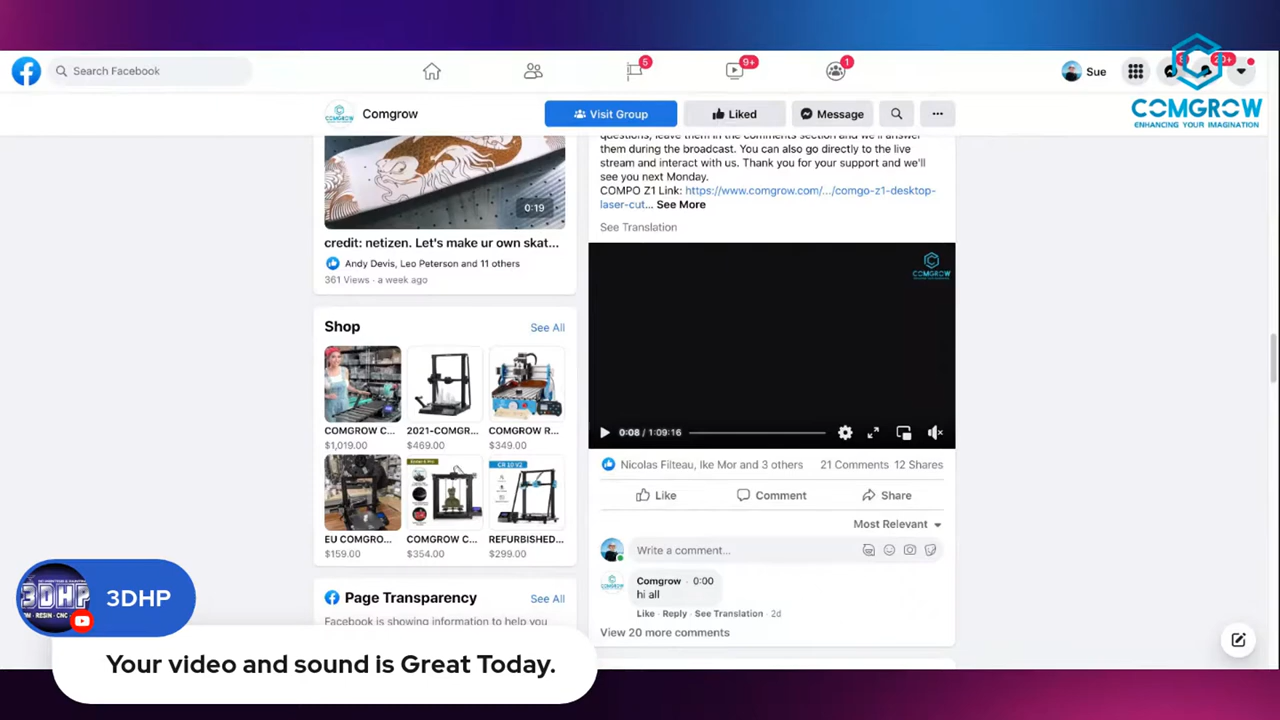 Search Facebook
5
9+
1
Sue
20+
COMGROW
ENHANCING YOUR IMAGINATION
Comgrow
Visit Group
Liked
Message
0:19
credit: netizen. Let's make ur own skat...
Andy Devis, Leo Peterson and 11 others
361 Views · a week ago
Shop
See All
COMGROW C...
$1,019.00
2021-COMGR...
$469.00
COMGROW R...
$349.00
EU COMGRO...
$159.00
COMGROW C...
$354.00
CR 10 V2
REFURBISHED...
$299.00
Page Transparency
See All
Facebook is showing information to help you
questions, leave them in the comments section and we'll answer
them during the broadcast. You can also go directly to the live
stream and interact with us. Thank you for your support and we'll
see you next Monday.
COMPO Z1 Link: https://www.comgrow.com/.../comgo-z1-desktop-
laser-cut... See More
See Translation
COMGROW
0:08 / 1:09:16
Nicolas Filteau, Ike Mor and 3 others
21 Comments 12 Shares
Like
Comment
Share
Most Relevant
Write a comment...
Comgrow · 0:00
hi all
Like · Reply · See Translation · 2d
View 20 more comments
3DHP
3DHP
Your video and sound is Great Today.